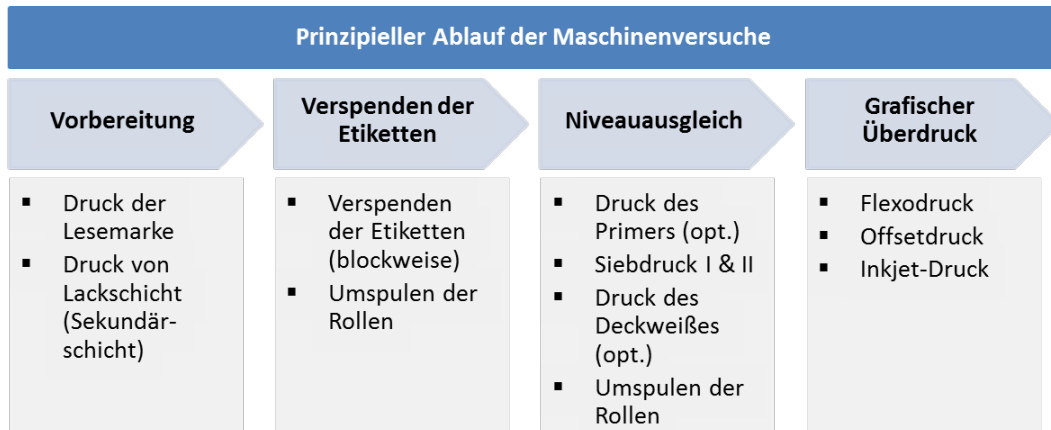 Prinzipieller Ablauf der Maschinenversuche
Vorbereitung
▪ Druck der
Lesemarke
▪ Druck von
Lackschicht
(Sekundär-
schicht)
Verspenden der
Etiketten
▪ Verspenden
der Etiketten
(blockweise)
▪ Umspulen der
Rollen
Niveauausgleich
▪ Druck des
Primers (opt.)
▪ Siebdruck I & II
▪ Druck des
Deckweißes
(opt.)
▪ Umspulen der
Rollen
Grafischer
Überdruck
▪ Flexodruck
▪ Offsetdruck
▪ Inkjet-Druck